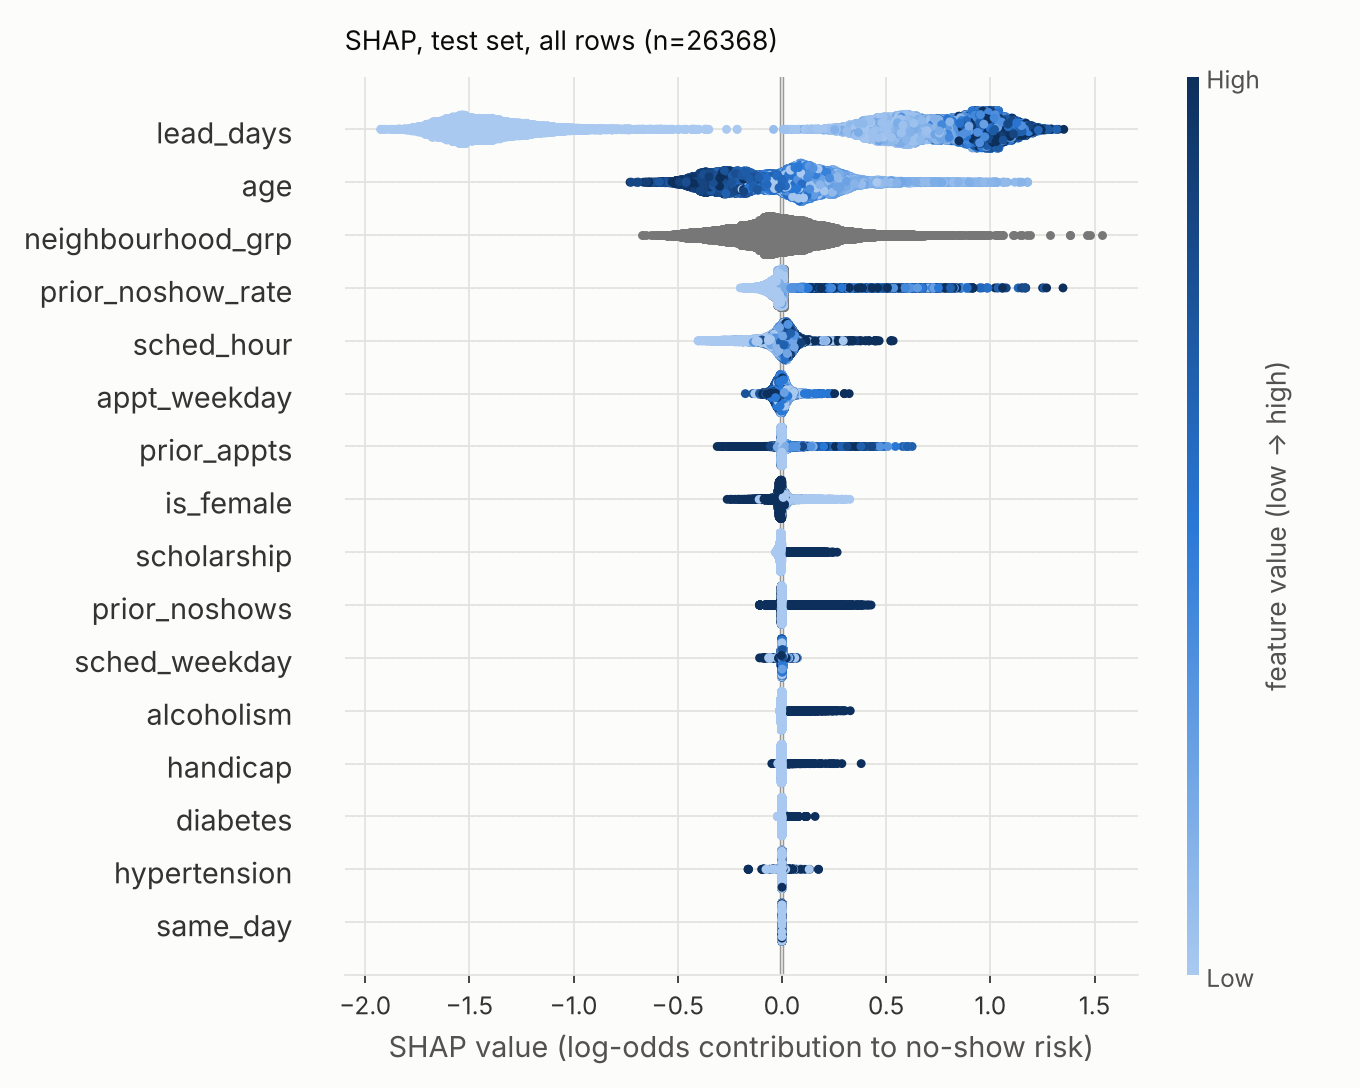 SHAP, test set, all rows (n=26368)
High
lead_days
age
neighbourhood_grp
prior_noshow_rate
sched_hour
appt_weekday
prior_appts
is_female
scholarship
prior_noshows
sched_weekday
alcoholism
handicap
diabetes
hypertension
same_day
feature value (low → high)
Low
−2.0 −1.5 −1.0 −0.5 0.0 0.5 1.0 1.5
SHAP value (log-odds contribution to no-show risk)